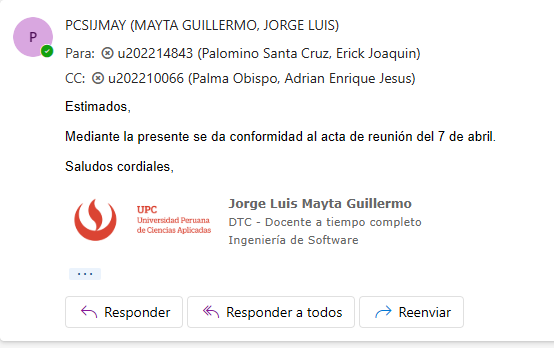 PCSIJMAY (MAYTA GUILLERMO, JORGE LUIS)
P
Para: u202214843 (Palomino Santa Cruz, Erick Joaquin)
CC: u202210066 (Palma Obispo, Adrian Enrique Jesus)
Estimados,
Mediante la presente se da conformidad al acta de reunión del 7 de abril.
Saludos cordiales,
UPC
Universidad Peruana
de Ciencias Aplicadas
Jorge Luis Mayta Guillermo
DTC - Docente a tiempo completo
Ingeniería de Software
...
Responder
Responder a todos
Reenviar